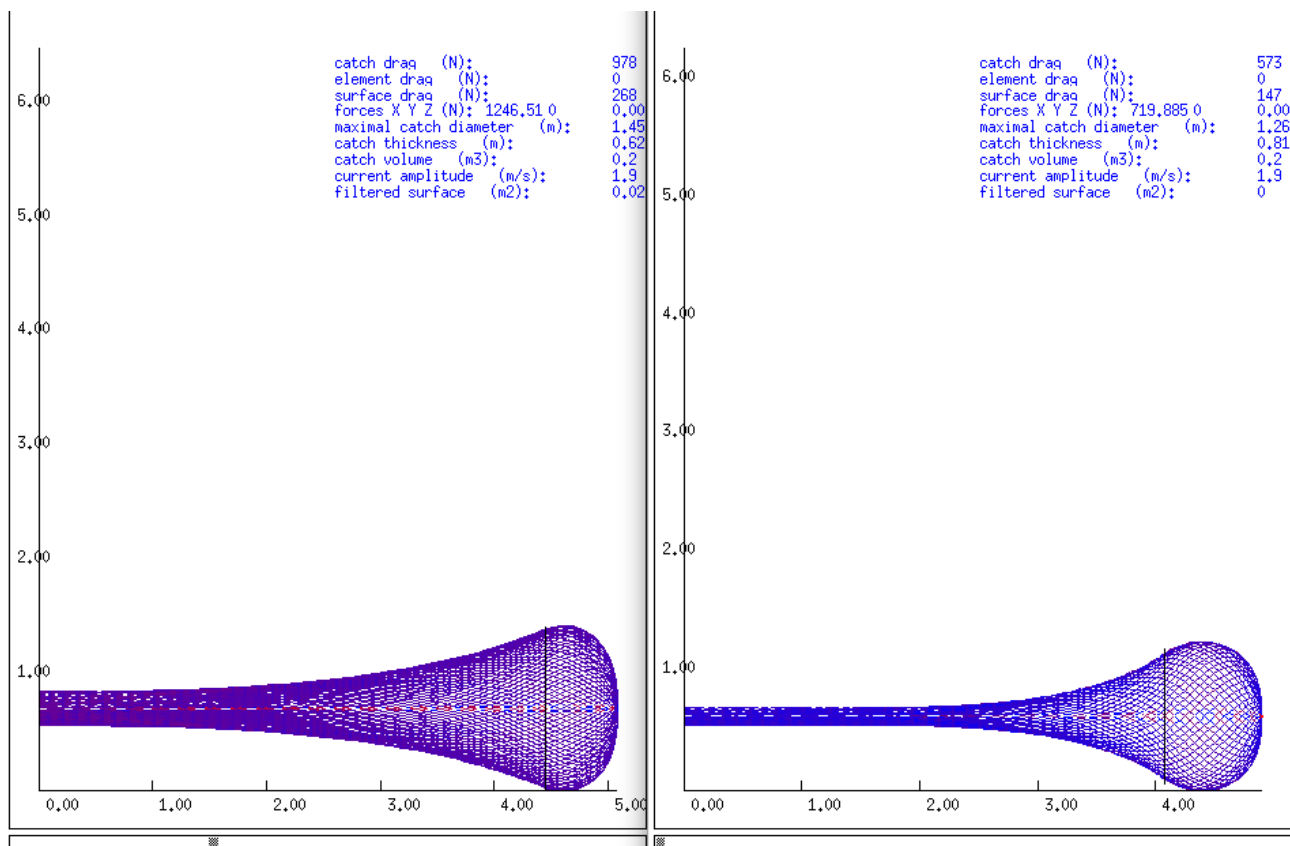 catch drag (N): 978
element drag (N): 0
surface drag (N): 268
forces X Y Z (N): 1246.51 0 0.00
maximal catch diameter (m): 1.45
catch thickness (m): 0.62
catch volume (m3): 0.2
current amplitude (m/s): 1.9
filtered surface (m2): 0.02
6.00
5.00
4.00
3.00
2.00
1.00
0.00 1.00 2.00 3.00 4.00 5.00
catch drag (N): 573
element drag (N): 0
surface drag (N): 147
forces X Y Z (N): 719.885 0 0.00
maximal catch diameter (m): 1.26
catch thickness (m): 0.81
catch volume (m3): 0.2
current amplitude (m/s): 1.9
filtered surface (m2): 0
6.00
5.00
4.00
3.00
2.00
1.00
0.00 1.00 2.00 3.00 4.00